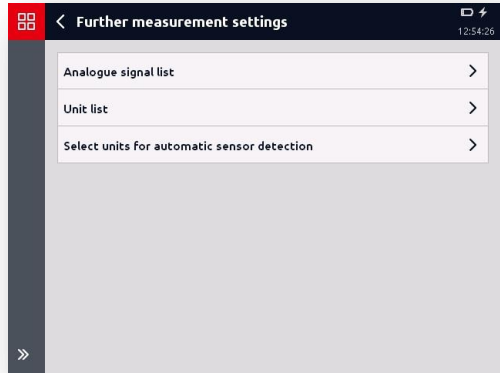 Further measurement settings
12:54:26
Analogue signal list
Unit list
Select units for automatic sensor detection